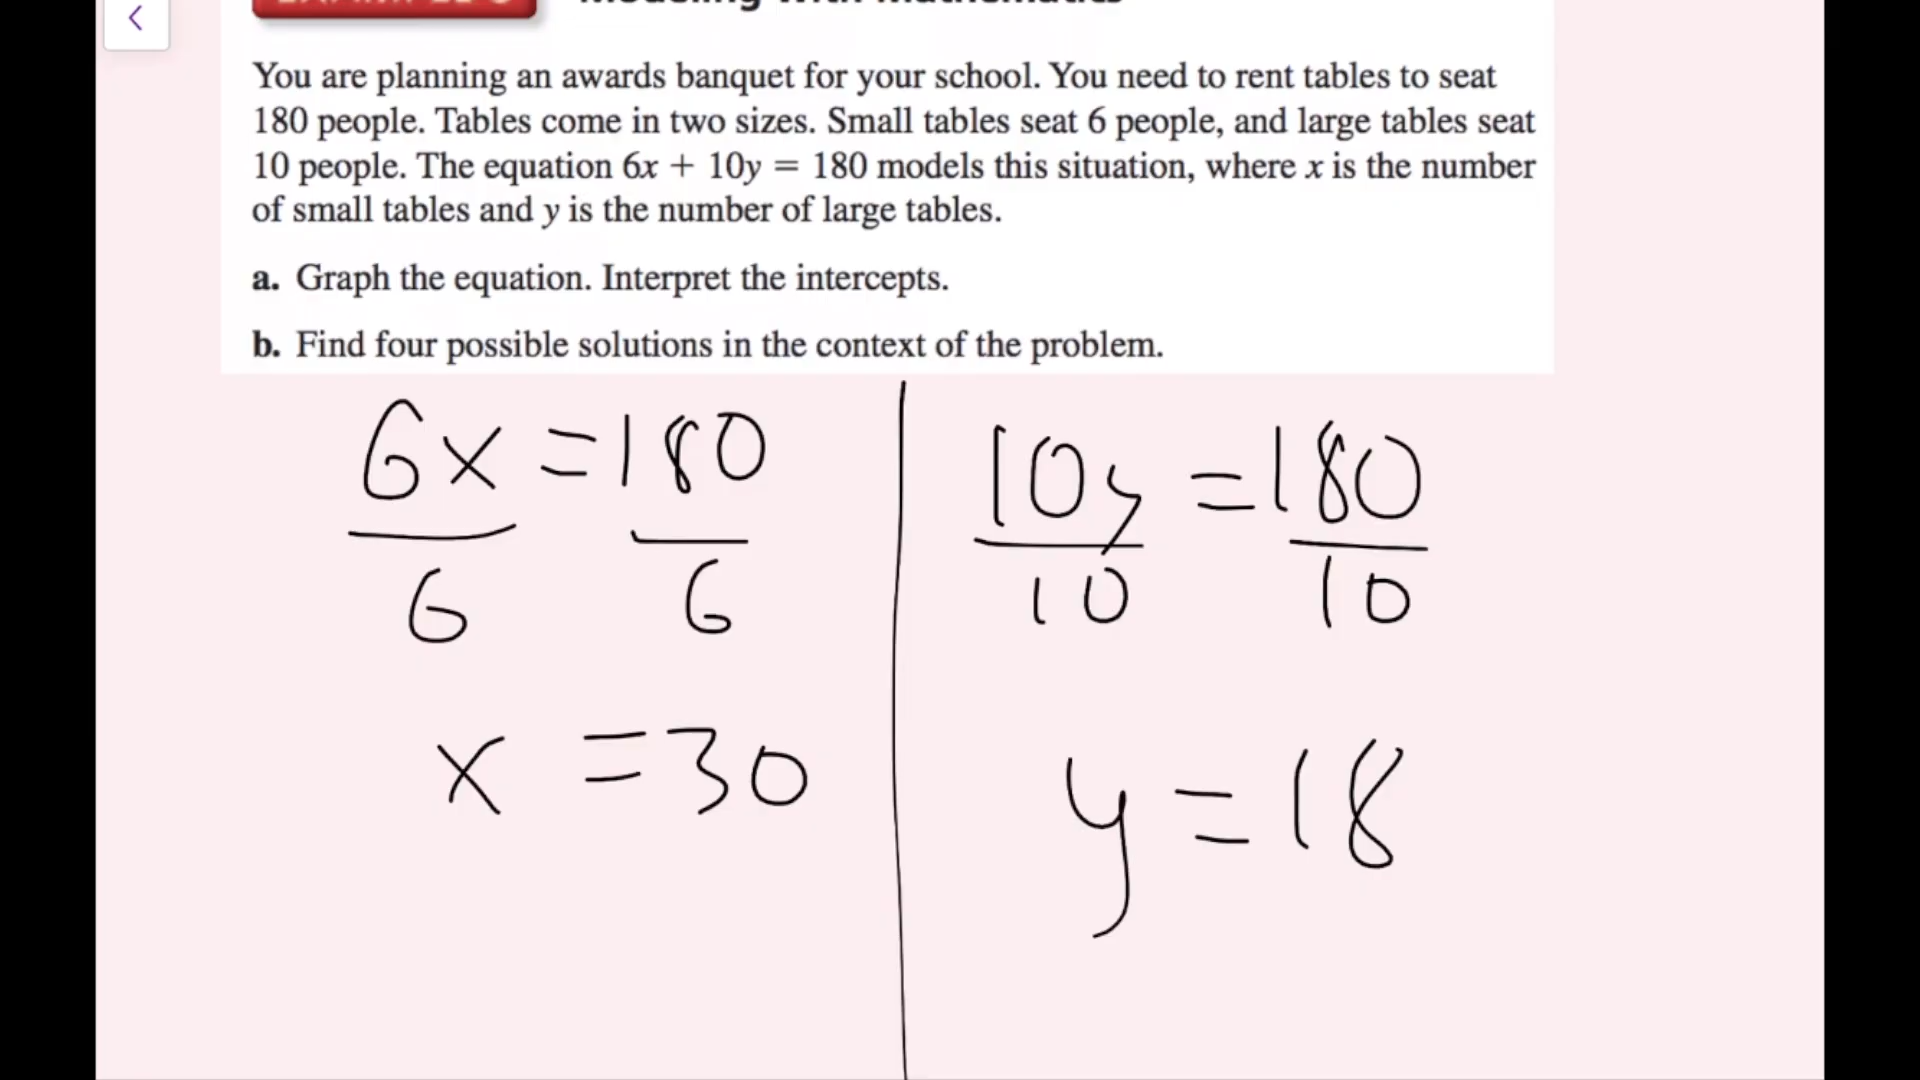 Modeling with Mathematics
You are planning an awards banquet for your school. You need to rent tables to seat
180 people. Tables come in two sizes. Small tables seat 6 people, and large tables seat
10 people. The equation 6x + 10y = 180 models this situation, where x is the number
of small tables and y is the number of large tables.
a. Graph the equation. Interpret the intercepts.
b. Find four possible solutions in the context of the problem.
6x = 180
6 6
x = 30
10y = 180
10 10
y = 18